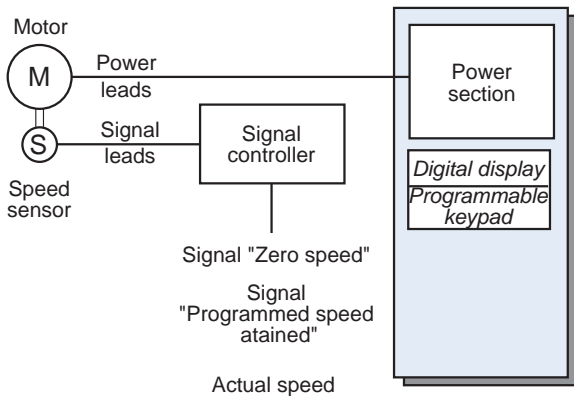 Motor
M
Power
leads
Power
section
S
Signal
leads
Signal
controller
Digital display
Programmable
keypad
Speed
sensor
Signal "Zero speed"
Signal
"Programmed speed
atained"
Actual speed